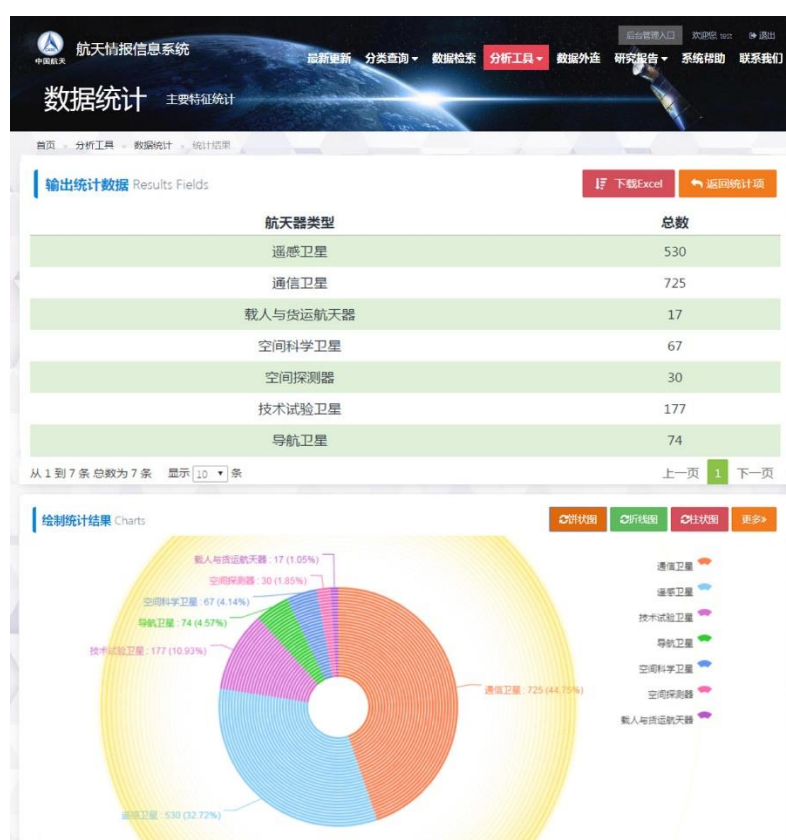 后台管理入口 欢迎您, test 退出
中国航天 航天情报信息系统
最新更新 分类查询 数据检索 分析工具 数据外连 研究报告 系统帮助 联系我们
数据统计 主要特征统计
首页 分析工具 数据统计 统计结果
输出统计数据 Results Fields 下载Excel 返回统计项
航天器类型 总数
遥感卫星 530
通信卫星 725
载人与货运航天器 17
空间科学卫星 67
空间探测器 30
技术试验卫星 177
导航卫星 74
从 1 到 7 条 总数为 7 条 显示 10 条 上一页 1 下一页
绘制统计结果 Charts 饼状图 折线图 柱状图 更多»
载人与货运航天器 : 17 (1.05%)
空间探测器 : 30 (1.85%)
空间科学卫星 : 67 (4.14%)
导航卫星 : 74 (4.57%)
技术试验卫星 : 177 (10.93%)
通信卫星 : 725 (44.75%)
遥感卫星 : 530 (32.72%)
通信卫星
遥感卫星
技术试验卫星
导航卫星
空间科学卫星
空间探测器
载人与货运航天器